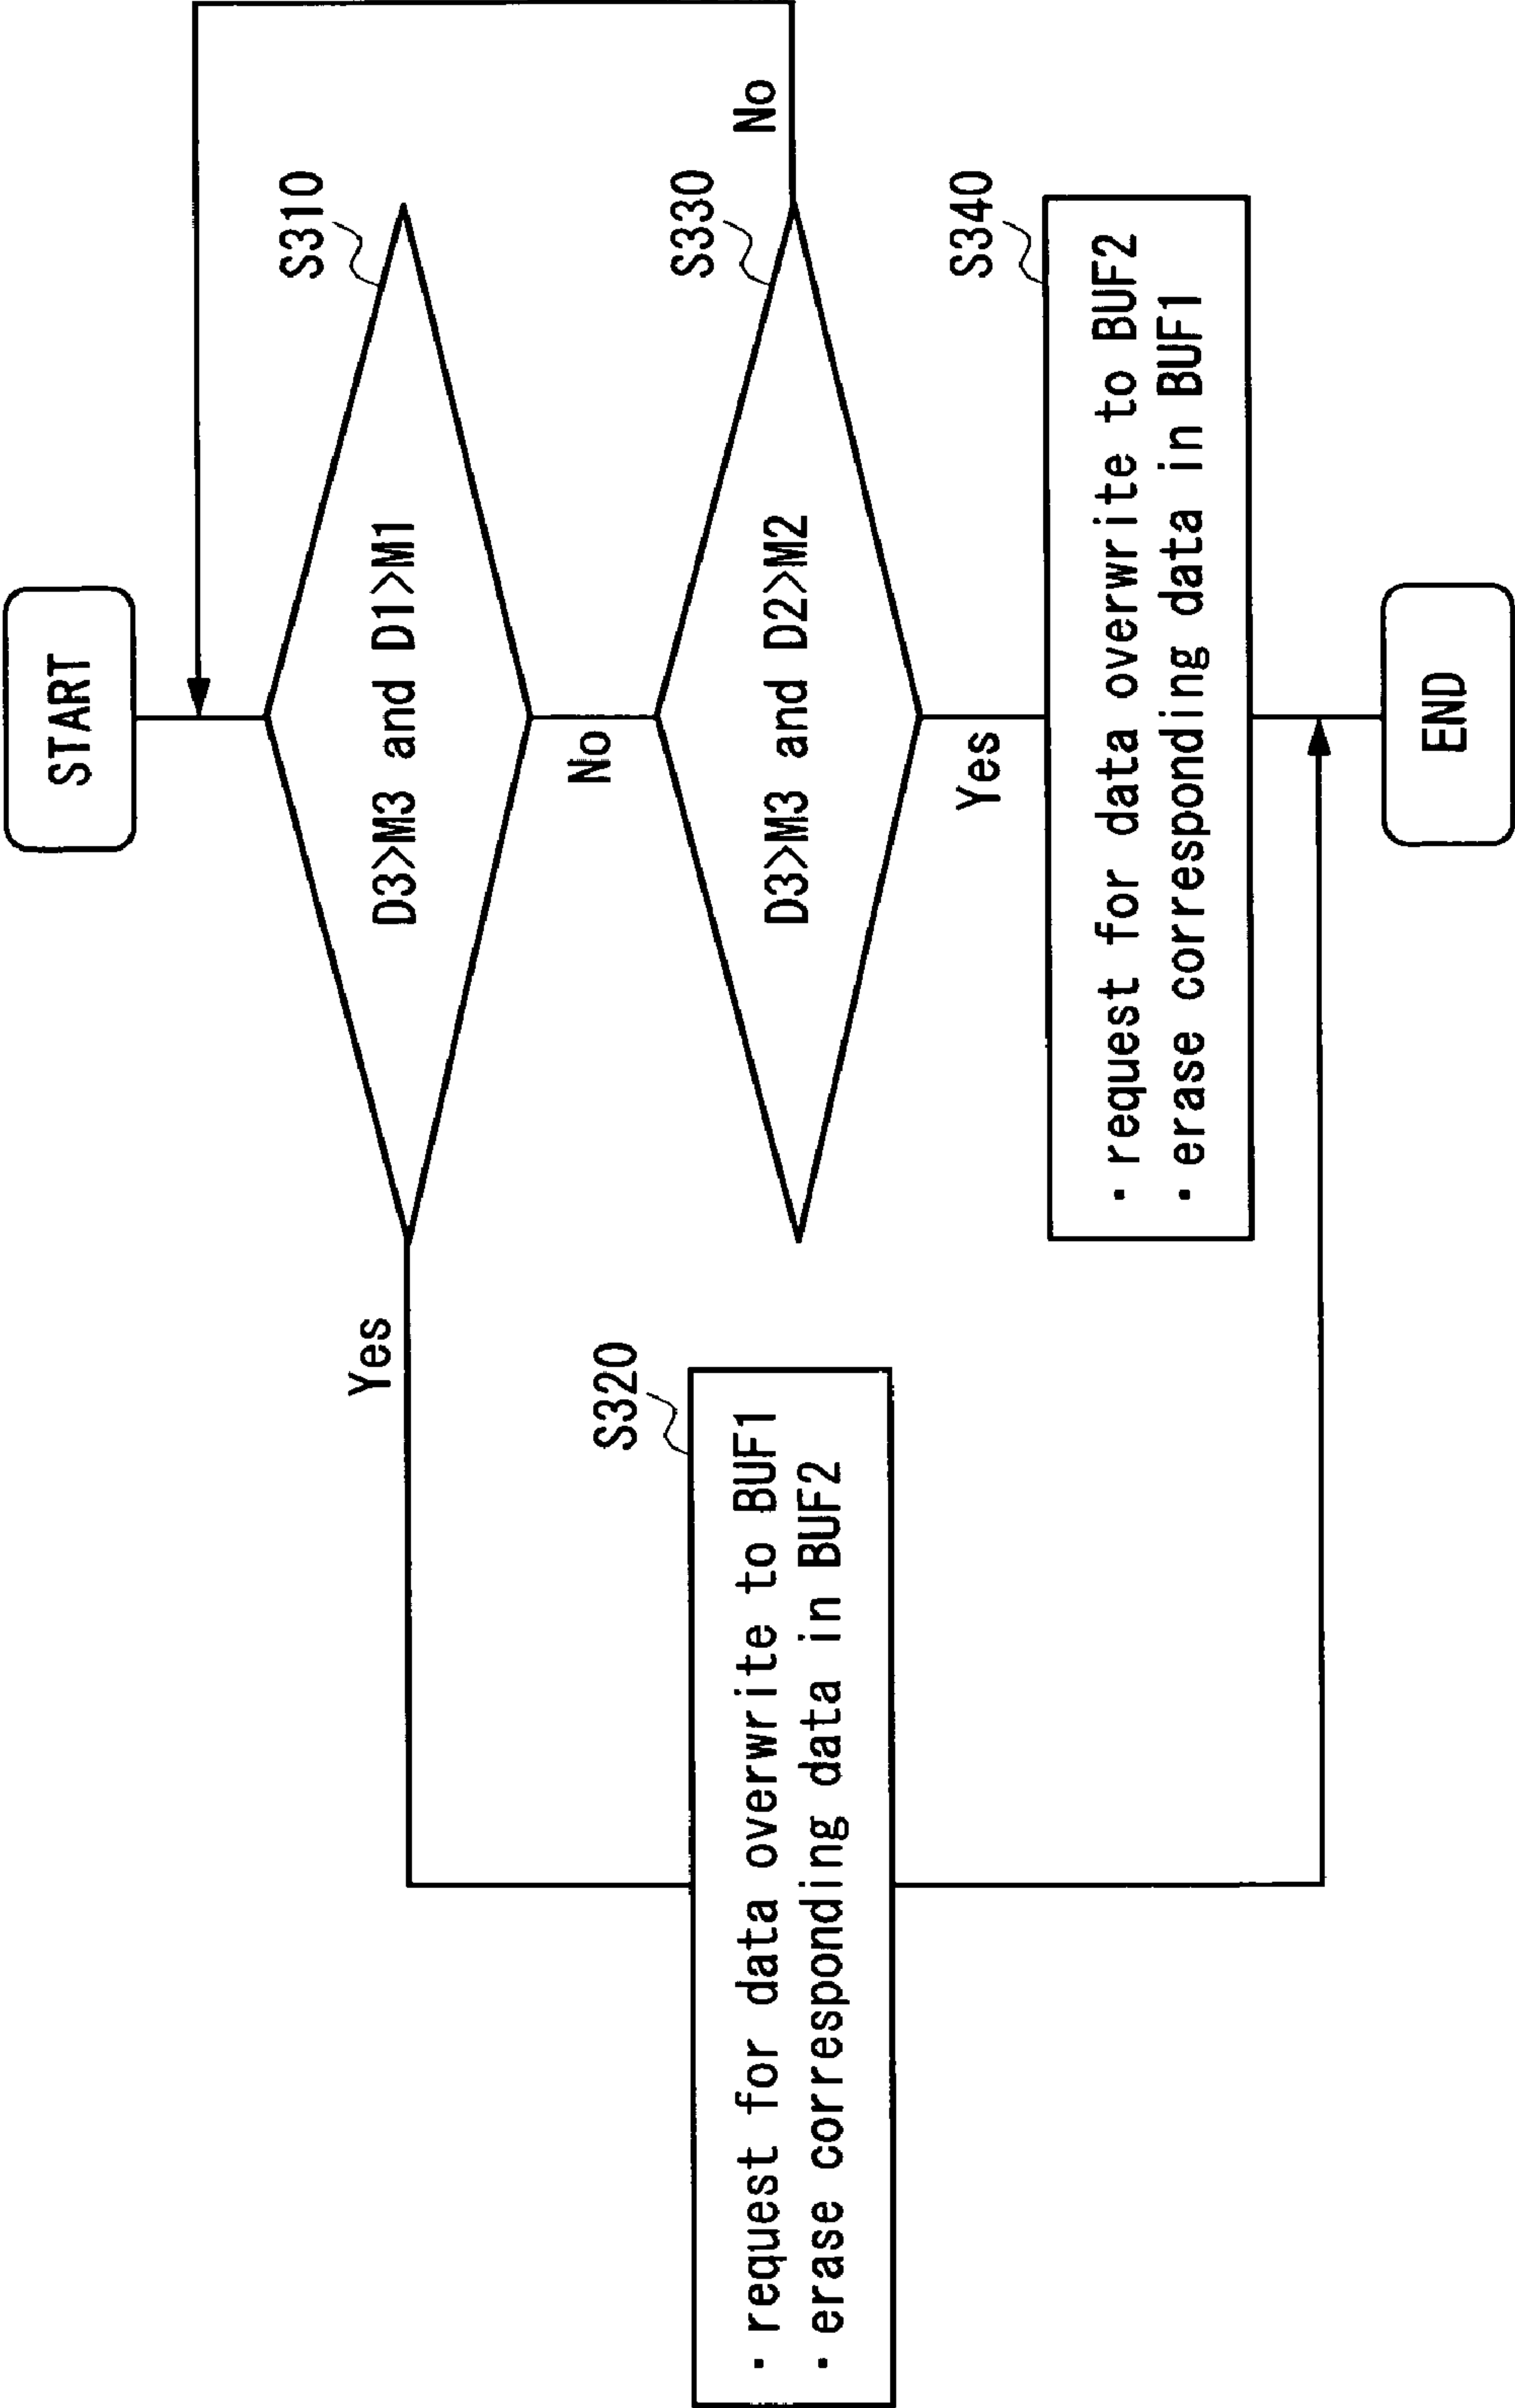 START
S310
D3>M3 and D1>M1
Yes
No
S330
D3>M3 and D2>M2
No
Yes
S320
· request for data overwrite to BUF1
· erase corresponding data in BUF2
S340
· request for data overwrite to BUF2
· erase corresponding data in BUF1
END